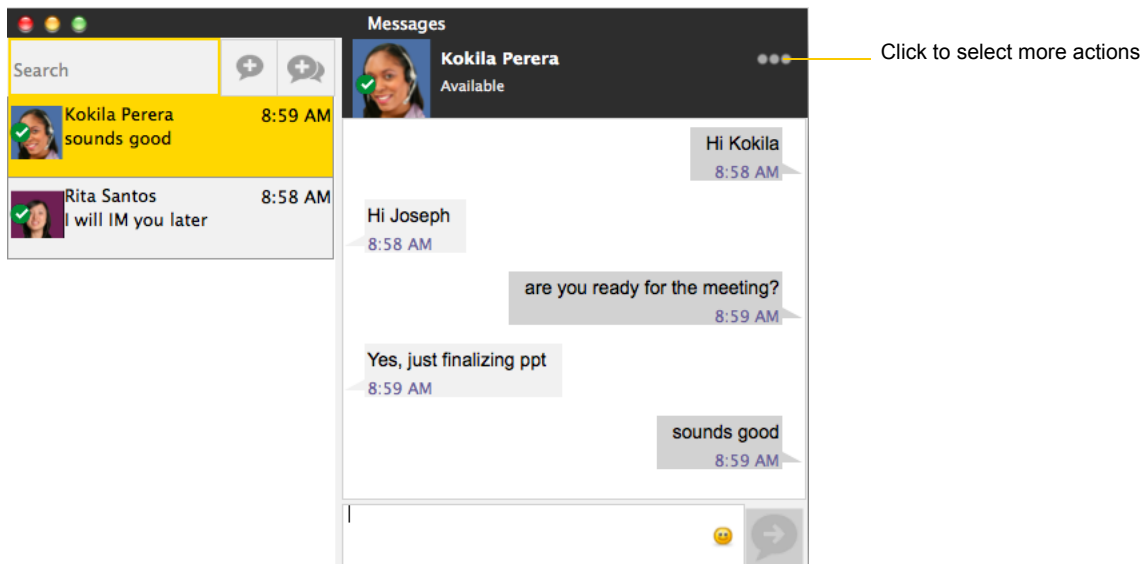 Messages
Search
Kokila Perera 8:59 AM
sounds good
Rita Santos 8:58 AM
I will IM you later
Kokila Perera
Available
Click to select more actions
Hi Kokila
8:58 AM
Hi Joseph
8:58 AM
are you ready for the meeting?
8:59 AM
Yes, just finalizing ppt
8:59 AM
sounds good
8:59 AM